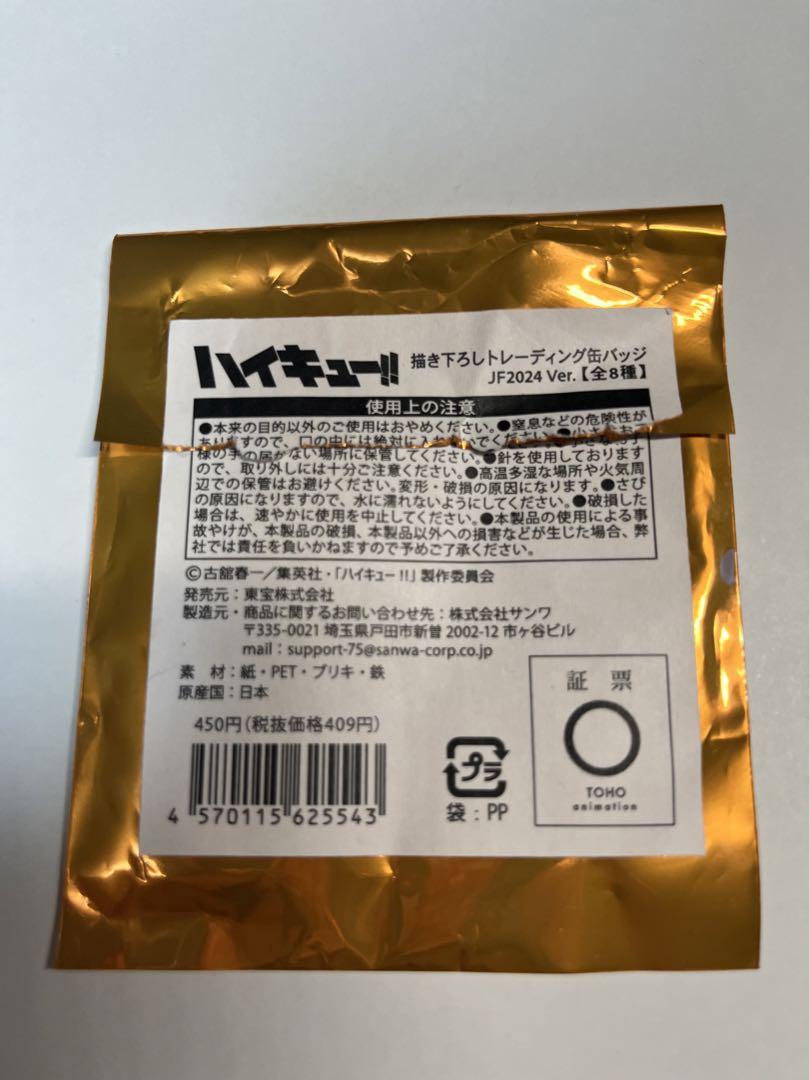 ハイキュー!!
描き下ろしトレーディング缶バッジ
JF2024 Ver.【全8種】
使用上の注意
●本来の目的以外のご使用はおやめください。●窒息などの危険性が
ありますので、口の中には絶対に
様の手の届かない場所に保管してください。●針を使用しております
ので、取り外しには十分ご注意ください。●高温多湿な場所や火気周
辺での保管はお避けください。変形・破損の原因になります。●さび
の原因になりますので、水に濡れないようにしてください。●破損した
場合は、速やかに使用を中止してください。●本製品の使用による事
故やけが、本製品の破損、本製品以外への損害などが生じた場合、弊
社では責任を負いかねますので予めご了承ください。
©古舘春一／集英社・「ハイキュー!!」製作委員会
発売元：東宝株式会社
製造元・商品に関するお問い合わせ先：株式会社サンワ
〒335-0021 埼玉県戸田市新曽 2002-12 市ヶ谷ビル
mail：support-75@sanwa-corp.co.jp
素　材：紙・PET・ブリキ・鉄
原産国：日本
450円（税抜価格409円）
4 570115 625543
プラ
袋：PP
証 票
TOHO
animation